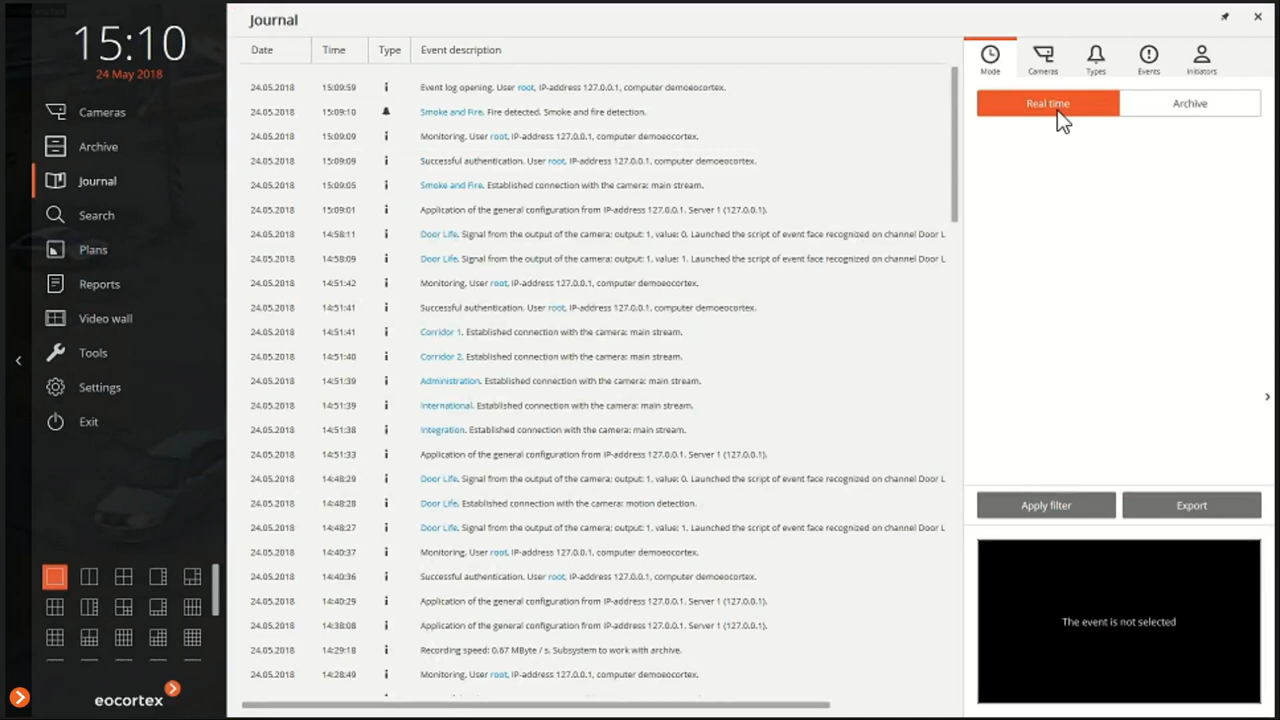 15:10
24 May 2018
Cameras
Archive
Journal
Search
Plans
Reports
Video wall
Tools
Settings
Exit
eocortex
Journal
Date Time Type Event description
24.05.2018 15:09:59 Event log opening. User root, IP-address 127.0.0.1, computer demoeocortex.
24.05.2018 15:09:10 Smoke and Fire. Fire detected. Smoke and fire detection.
24.05.2018 15:09:09 Monitoring. User root, IP-address 127.0.0.1, computer demoeocortex.
24.05.2018 15:09:09 Successful authentication. User root, IP-address 127.0.0.1, computer demoeocortex.
24.05.2018 15:09:05 Smoke and Fire. Established connection with the camera: main stream.
24.05.2018 15:09:01 Application of the general configuration from IP-address 127.0.0.1. Server 1 (127.0.0.1).
24.05.2018 14:58:11 Door Life. Signal from the output of the camera; output: 1, value: 0. Launched the script of event face recognized on channel Door L
24.05.2018 14:58:09 Door Life. Signal from the output of the camera; output: 1, value: 1. Launched the script of event face recognized on channel Door L
24.05.2018 14:51:42 Monitoring. User root, IP-address 127.0.0.1, computer demoeocortex.
24.05.2018 14:51:41 Successful authentication. User root, IP-address 127.0.0.1, computer demoeocortex.
24.05.2018 14:51:41 Corridor 1. Established connection with the camera: main stream.
24.05.2018 14:51:40 Corridor 2. Established connection with the camera: main stream.
24.05.2018 14:51:39 Administration. Established connection with the camera: main stream.
24.05.2018 14:51:39 International. Established connection with the camera: main stream.
24.05.2018 14:51:38 Integration. Established connection with the camera: main stream.
24.05.2018 14:51:33 Application of the general configuration from IP-address 127.0.0.1. Server 1 (127.0.0.1).
24.05.2018 14:48:29 Door Life. Signal from the output of the camera; output: 1, value: 0. Launched the script of event face recognized on channel Door L
24.05.2018 14:48:28 Door Life. Established connection with the camera: motion detection.
24.05.2018 14:48:27 Door Life. Signal from the output of the camera; output: 1, value: 1. Launched the script of event face recognized on channel Door L
24.05.2018 14:40:37 Monitoring. User root, IP-address 127.0.0.1, computer demoeocortex.
24.05.2018 14:40:36 Successful authentication. User root, IP-address 127.0.0.1, computer demoeocortex.
24.05.2018 14:40:29 Application of the general configuration from IP-address 127.0.0.1. Server 1 (127.0.0.1).
24.05.2018 14:38:08 Application of the general configuration from IP-address 127.0.0.1. Server 1 (127.0.0.1).
24.05.2018 14:29:18 Recording speed: 0.67 MByte / s. Subsystem to work with archive.
24.05.2018 14:28:49 Monitoring. User root, IP-address 127.0.0.1, computer demoeocortex.
Mode Cameras Types Events Initiators
Real time Archive
Apply filter Export
The event is not selected